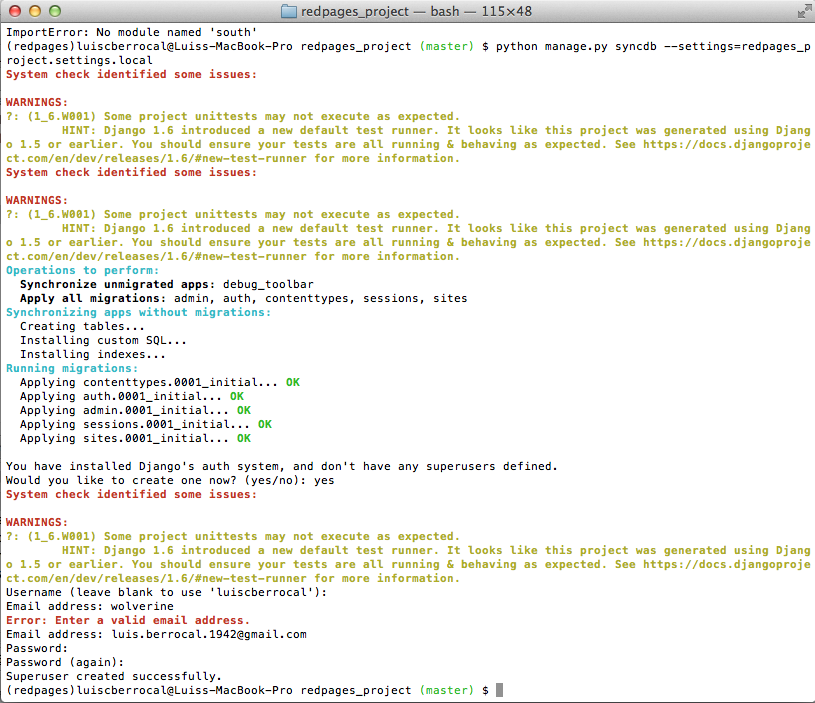 redpages_project — bash — 115×48
ImportError: No module named 'south'
(redpages)luiscberrocal@Luiss-MacBook-Pro redpages_project (master) $ python manage.py syncdb --settings=redpages_p
roject.settings.local
System check identified some issues:
WARNINGS:
?: (1_6.W001) Some project unittests may not execute as expected.
HINT: Django 1.6 introduced a new default test runner. It looks like this project was generated using Djang
o 1.5 or earlier. You should ensure your tests are all running & behaving as expected. See https://docs.djangoproje
ct.com/en/dev/releases/1.6/#new-test-runner for more information.
System check identified some issues:
WARNINGS:
?: (1_6.W001) Some project unittests may not execute as expected.
HINT: Django 1.6 introduced a new default test runner. It looks like this project was generated using Djang
o 1.5 or earlier. You should ensure your tests are all running & behaving as expected. See https://docs.djangoproje
ct.com/en/dev/releases/1.6/#new-test-runner for more information.
Operations to perform:
Synchronize unmigrated apps: debug_toolbar
Apply all migrations: admin, auth, contenttypes, sessions, sites
Synchronizing apps without migrations:
Creating tables...
Installing custom SQL...
Installing indexes...
Running migrations:
Applying contenttypes.0001_initial... OK
Applying auth.0001_initial... OK
Applying admin.0001_initial... OK
Applying sessions.0001_initial... OK
Applying sites.0001_initial... OK
You have installed Django's auth system, and don't have any superusers defined.
Would you like to create one now? (yes/no): yes
System check identified some issues:
WARNINGS:
?: (1_6.W001) Some project unittests may not execute as expected.
HINT: Django 1.6 introduced a new default test runner. It looks like this project was generated using Djang
o 1.5 or earlier. You should ensure your tests are all running & behaving as expected. See https://docs.djangoproje
ct.com/en/dev/releases/1.6/#new-test-runner for more information.
Username (leave blank to use 'luiscberrocal'):
Email address: wolverine
Error: Enter a valid email address.
Email address: luis.berrocal.1942@gmail.com
Password:
Password (again):
Superuser created successfully.
(redpages)luiscberrocal@Luiss-MacBook-Pro redpages_project (master) $